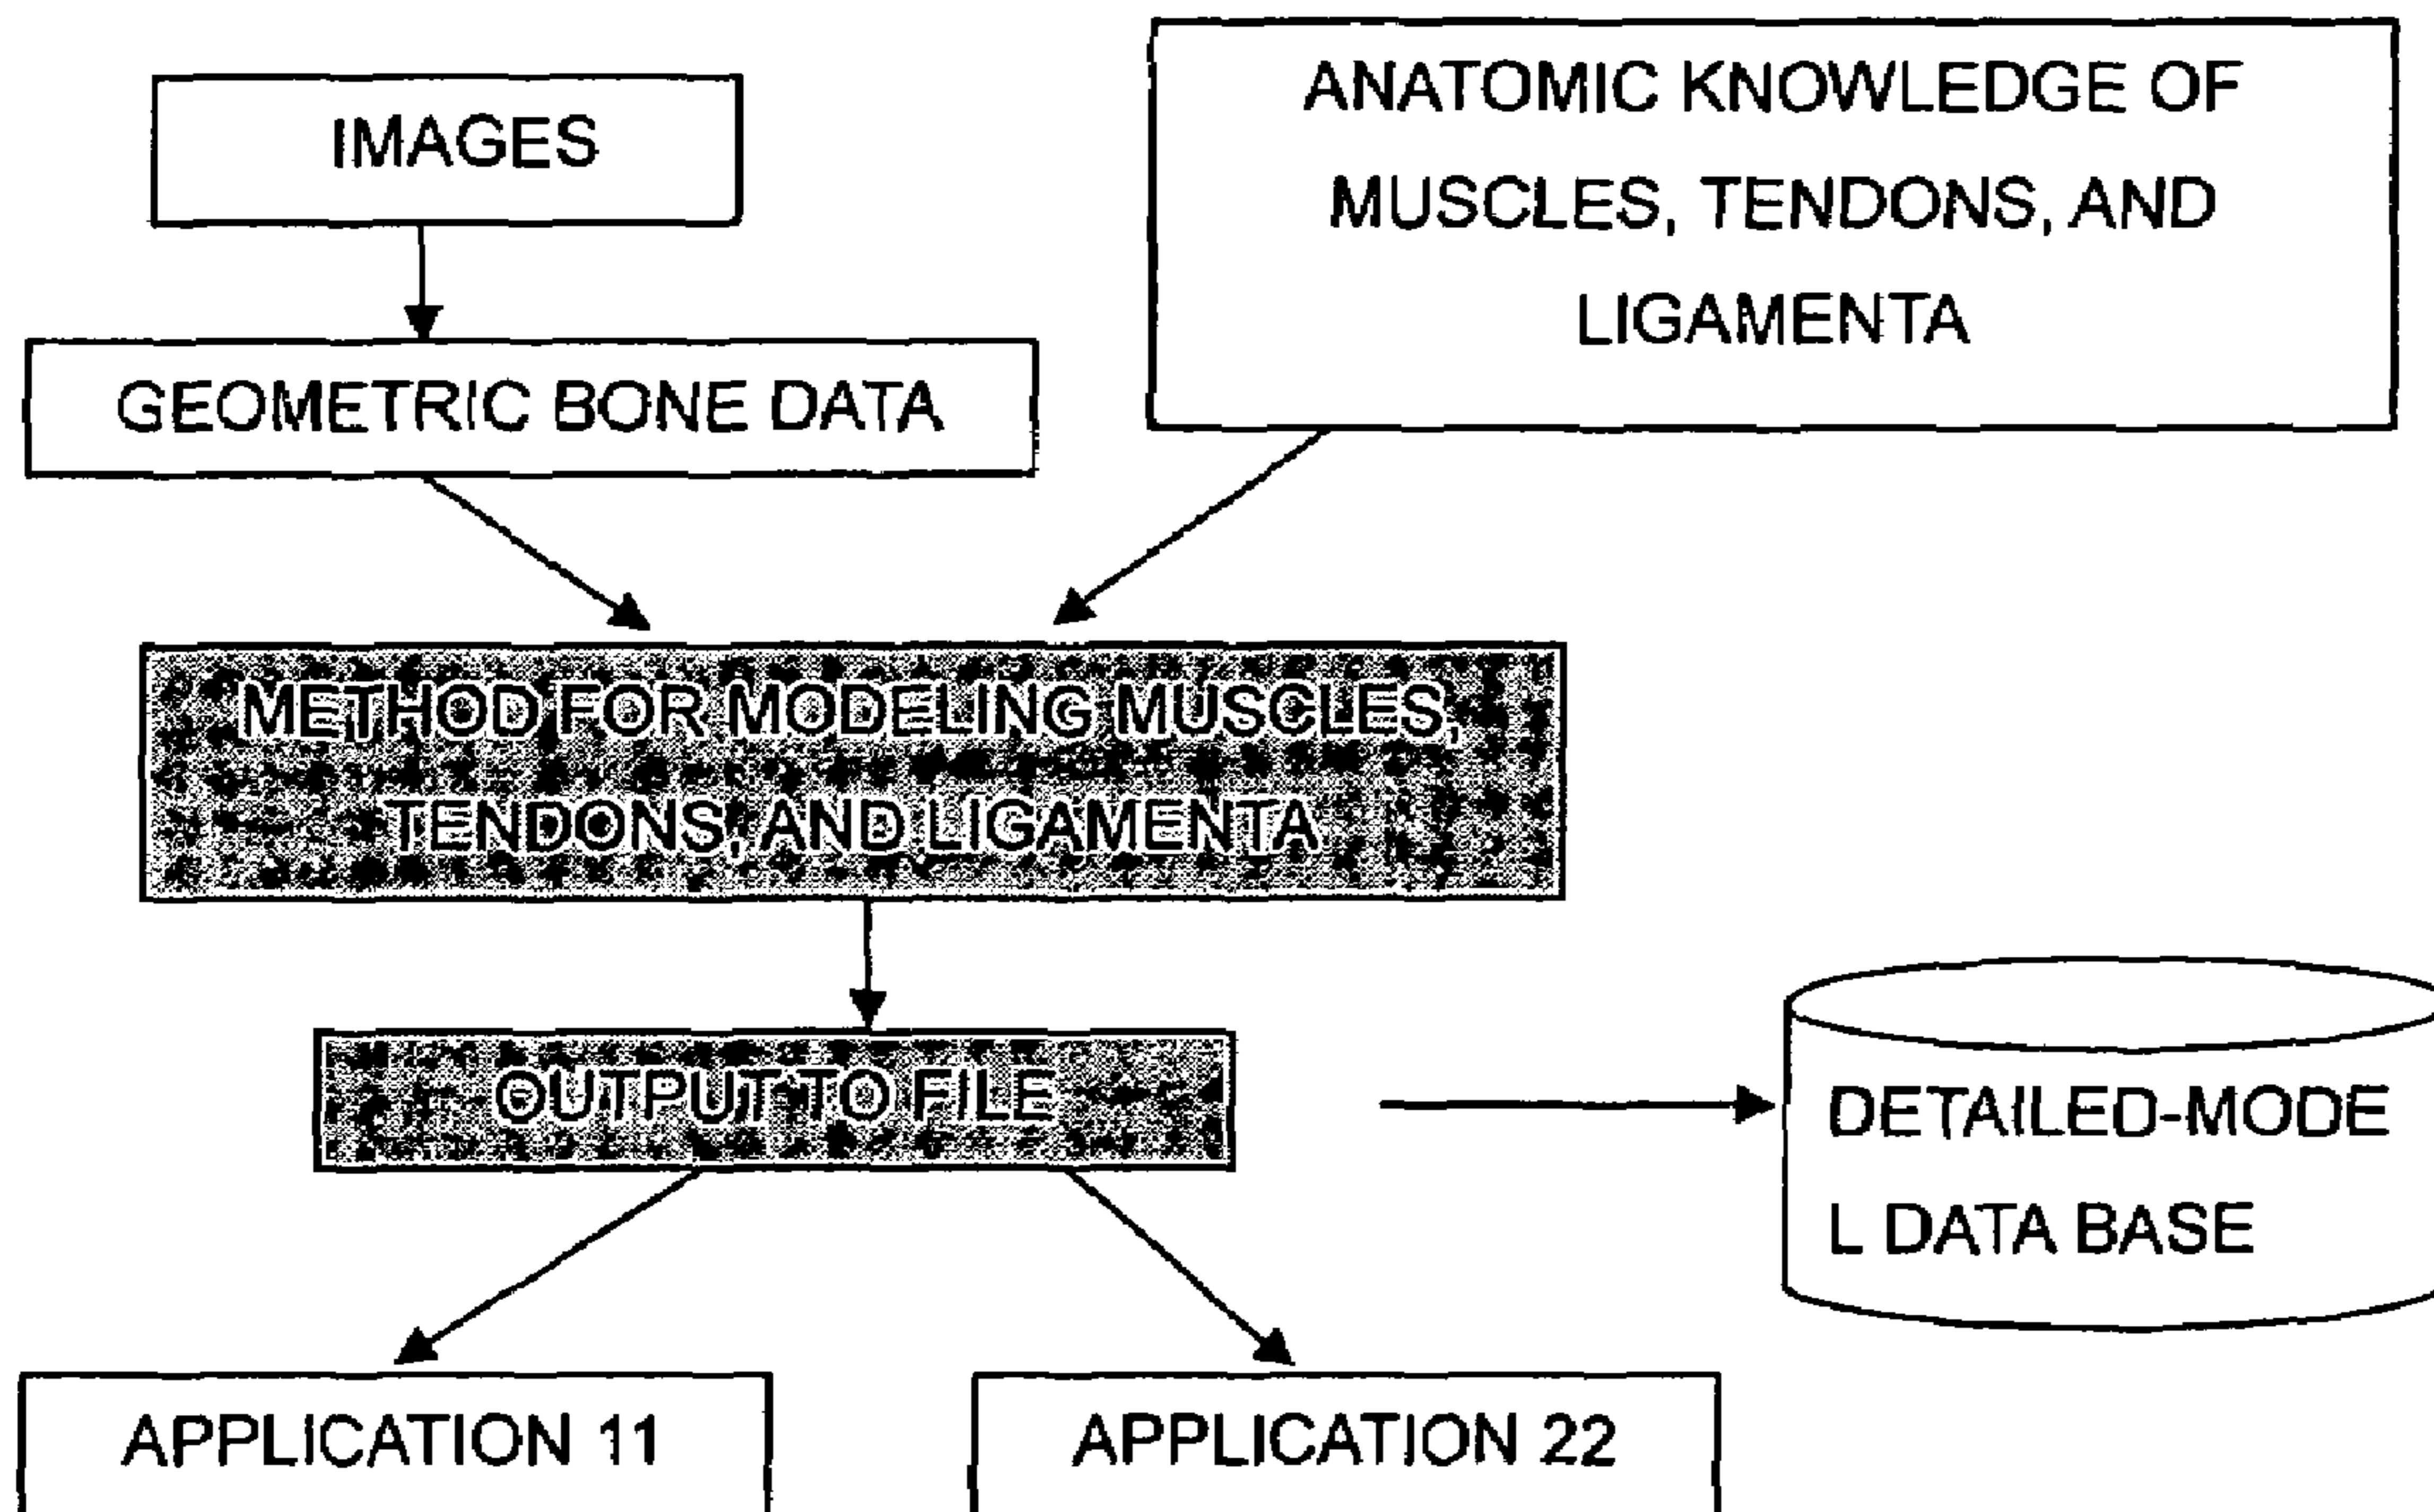 IMAGES
ANATOMIC KNOWLEDGE OF
MUSCLES, TENDONS, AND
LIGAMENTA
GEOMETRIC BONE DATA
METHOD FOR MODELING MUSCLES,
TENDONS, AND LIGAMENTA
OUTPUT TO FILE
DETAILED-MODE
L DATA BASE
APPLICATION 11
APPLICATION 22